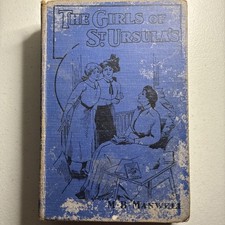 THE GIRLS OF
ST URSULA'S
M·B·MANWELL